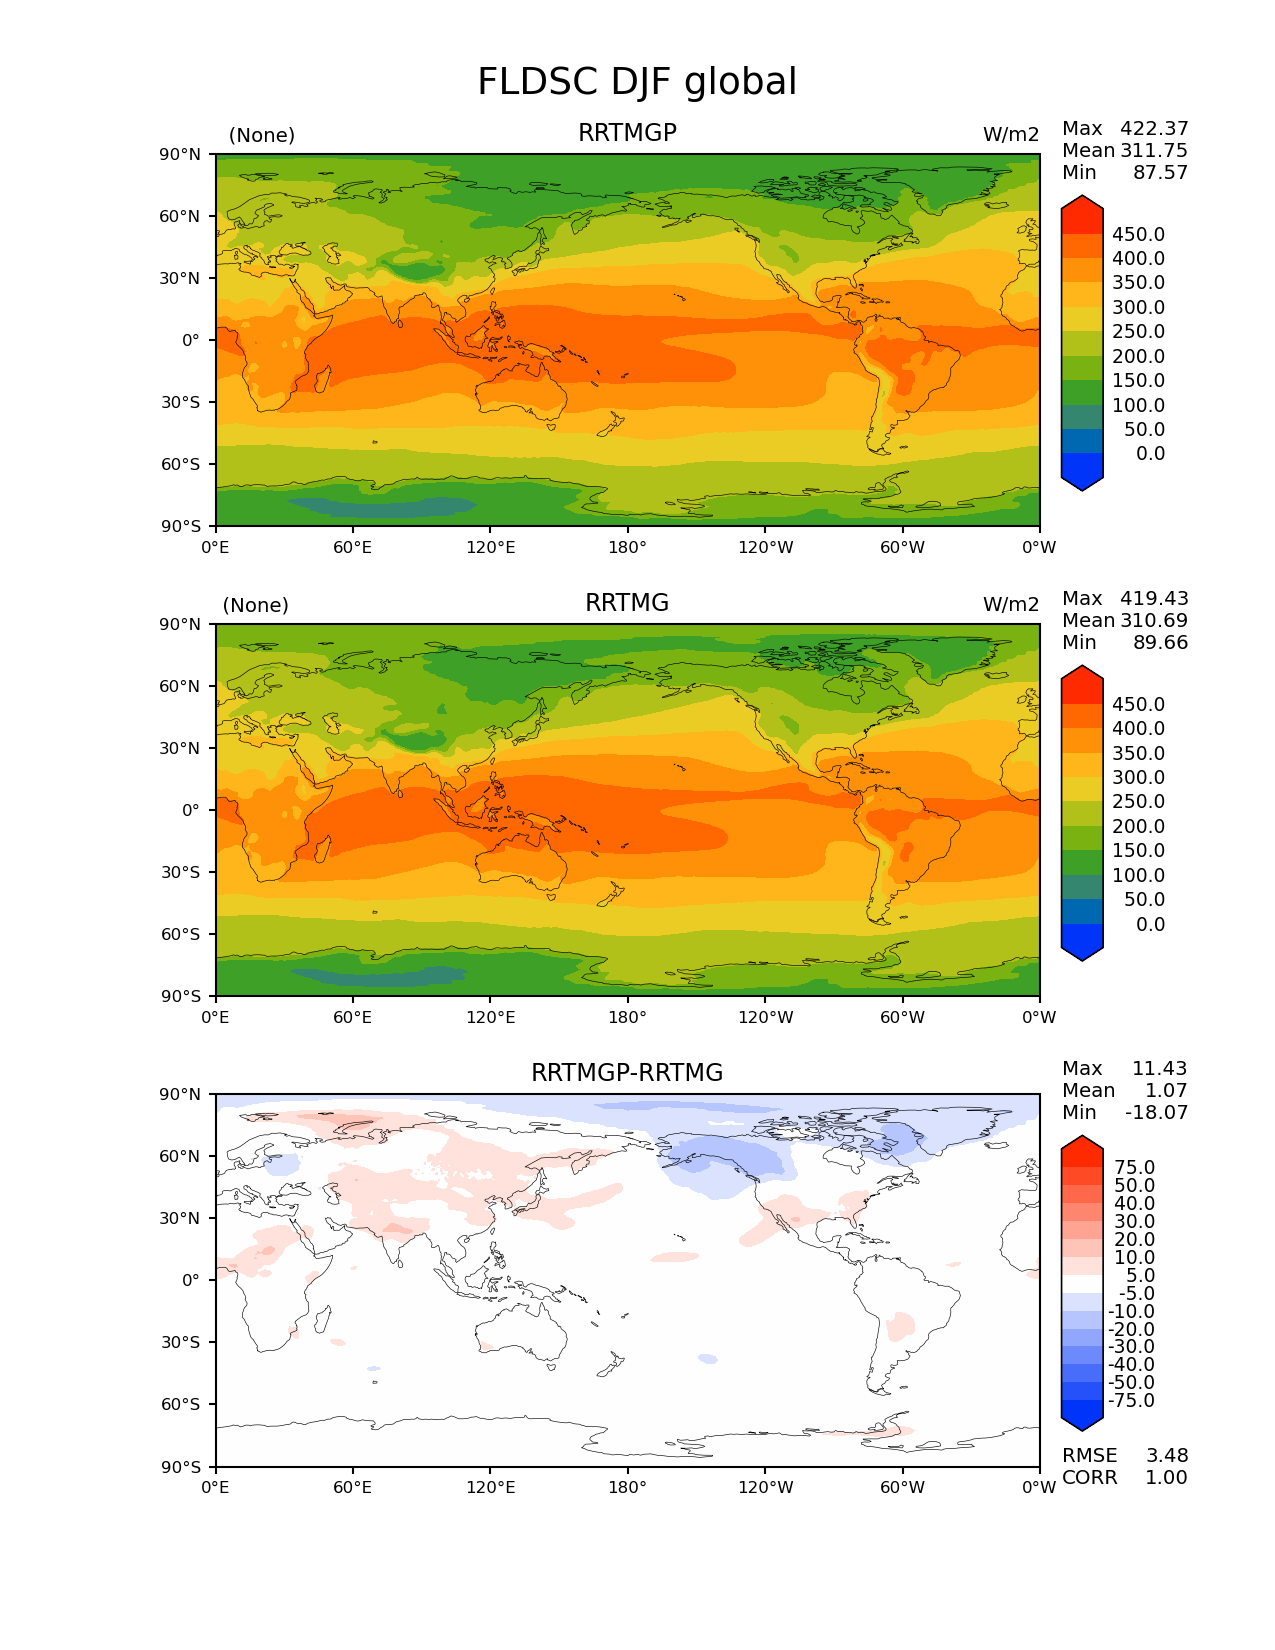 FLDSC DJF global
(None) RRTMGP W/m2
Max 422.37
Mean 311.75
Min 87.57
90°N
60°N
30°N
0°
30°S
60°S
90°S
0°E 60°E 120°E 180° 120°W 60°W 0°W
450.0
400.0
350.0
300.0
250.0
200.0
150.0
100.0
50.0
0.0
(None) RRTMG W/m2
Max 419.43
Mean 310.69
Min 89.66
90°N
60°N
30°N
0°
30°S
60°S
90°S
0°E 60°E 120°E 180° 120°W 60°W 0°W
450.0
400.0
350.0
300.0
250.0
200.0
150.0
100.0
50.0
0.0
RRTMGP-RRTMG
Max 11.43
Mean 1.07
Min -18.07
90°N
60°N
30°N
0°
30°S
60°S
90°S
0°E 60°E 120°E 180° 120°W 60°W 0°W
75.0
50.0
40.0
30.0
20.0
10.0
5.0
-5.0
-10.0
-20.0
-30.0
-40.0
-50.0
-75.0
RMSE 3.48
CORR 1.00